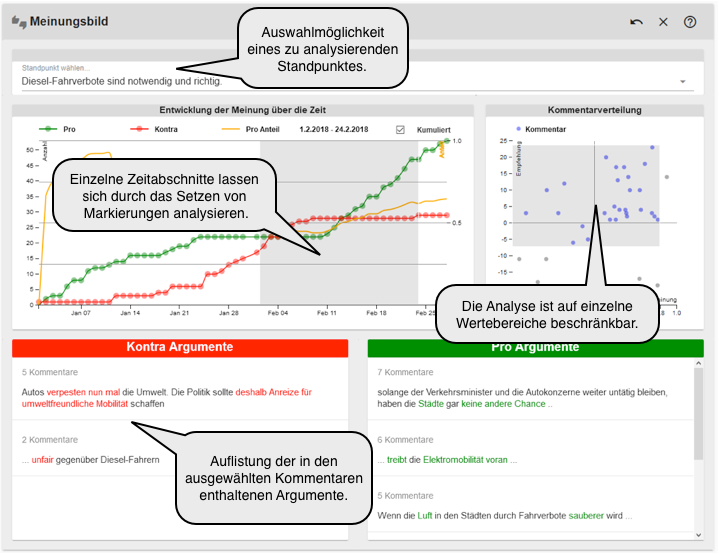 Meinungsbild
Auswahlmöglichkeit
eines zu analysierenden
Standpunktes.
Standpunkt wählen...
Diesel-Fahrverbote sind notwendig und richtig.
Entwicklung der Meinung über die Zeit
Pro Kontra Pro Anteil 1.2.2018 - 24.2.2018 Kumuliert
Anzahl
1.0
50
45
40
35
30
25
20
15
10
5
0
0.5
Jan 07 Jan 14 Jan 21 Jan 28 Feb 04 Feb 11 Feb 18 Feb 25
Einzelne Zeitabschnitte lassen
sich durch das Setzen von
Markierungen analysieren.
Kommentarverteilung
Kommentar
Empfehlung
25
20
15
10
5
0
-5
-10
-15
-20
-25
1.0
Die Analyse ist auf einzelne
Wertebereiche beschränkbar.
Kontra Argumente
5 Kommentare
Autos verpesten nun mal die Umwelt. Die Politik sollte deshalb Anreize für
umweltfreundliche Mobilität schaffen
2 Kommentare
... unfair gegenüber Diesel-Fahrern
Auflistung der in den
ausgewählten Kommentaren
enthaltenen Argumente.
Pro Argumente
7 Kommentare
solange der Verkehrsminister und die Autokonzerne weiter untätig bleiben,
haben die Städte gar keine andere Chance ..
6 Kommentare
... treibt die Elektromobilität voran ...
5 Kommentare
Wenn die Luft in den Städten durch Fahrverbote sauberer wird ...